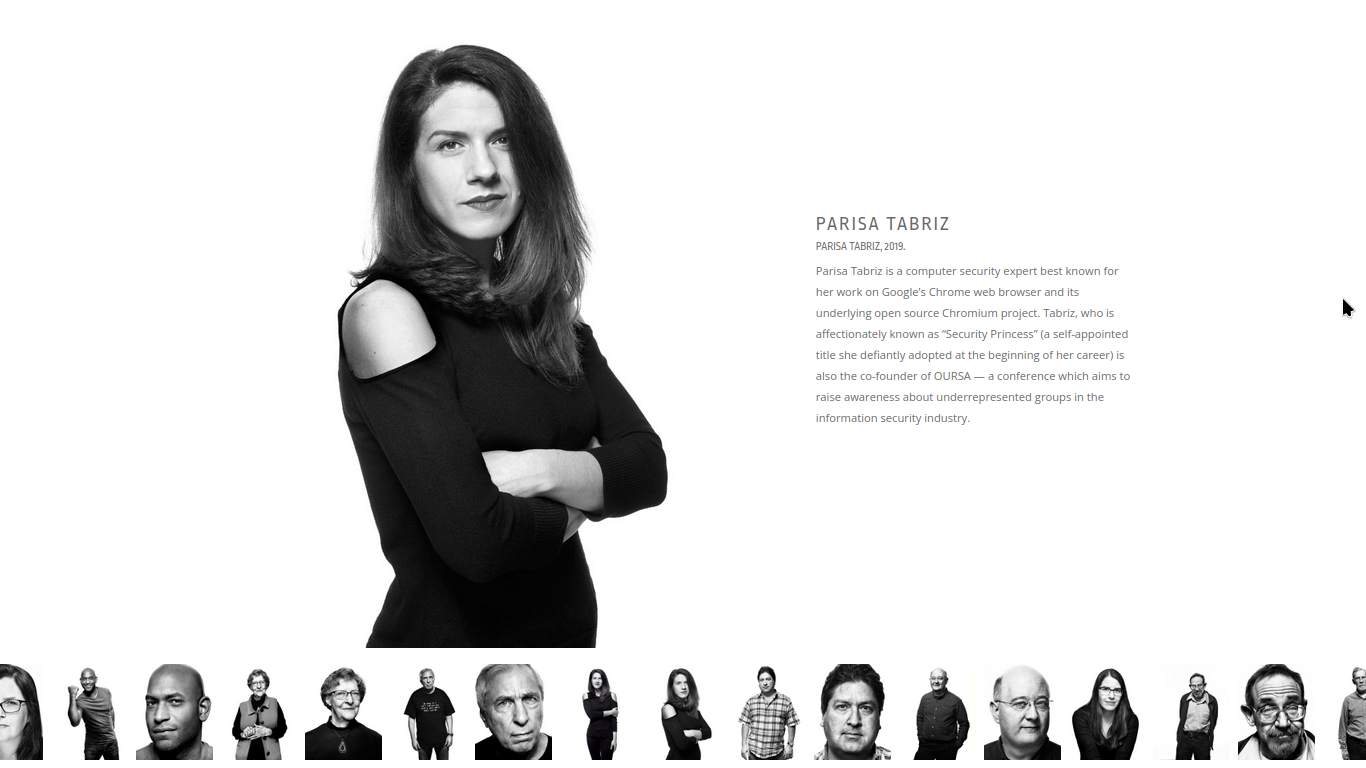 PARISA TABRIZ
PARISA TABRIZ, 2019.
Parisa Tabriz is a computer security expert best known for
her work on Google's Chrome web browser and its
underlying open source Chromium project. Tabriz, who is
affectionately known as “Security Princess” (a self-appointed
title she defiantly adopted at the beginning of her career) is
also the co-founder of OURSA — a conference which aims to
raise awareness about underrepresented groups in the
information security industry.